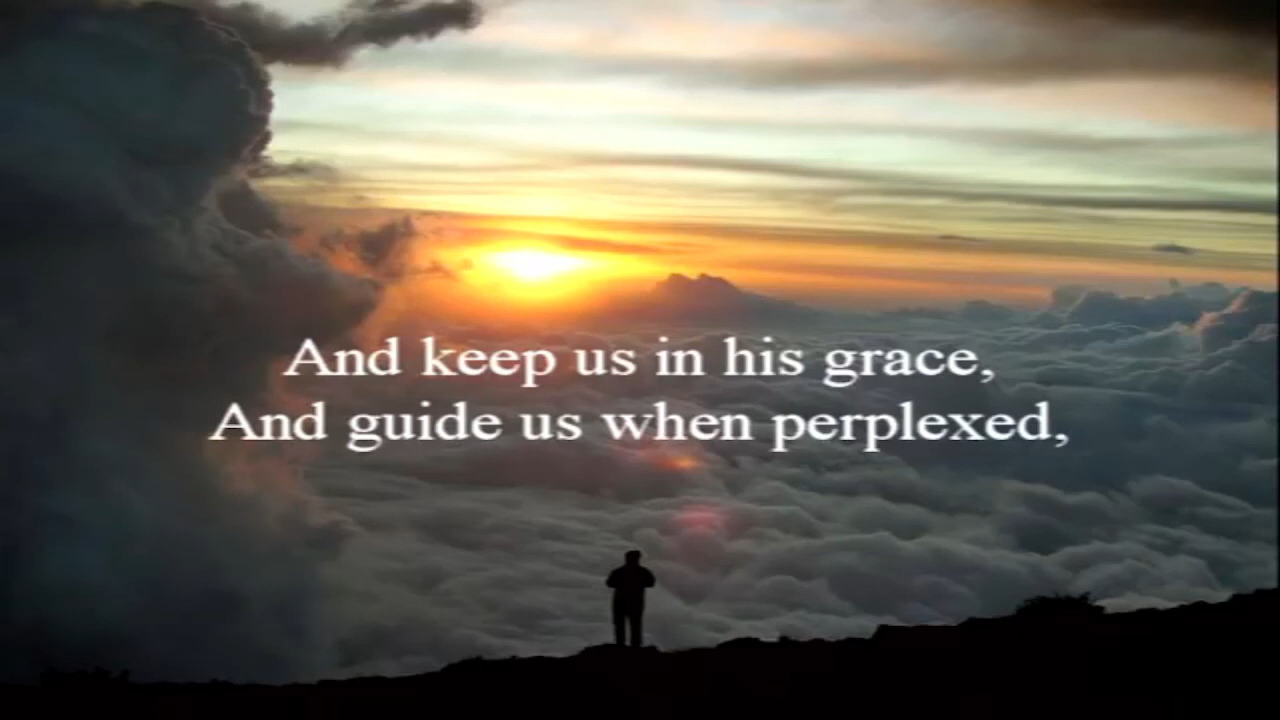 And keep us in his grace,
And guide us when perplexed,